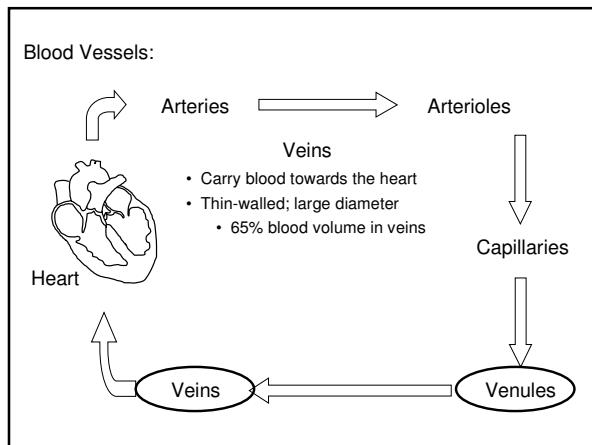 Blood Vessels:
Arteries
Arterioles
Veins
• Carry blood towards the heart
• Thin-walled; large diameter
• 65% blood volume in veins
Capillaries
Heart
Veins
Venules